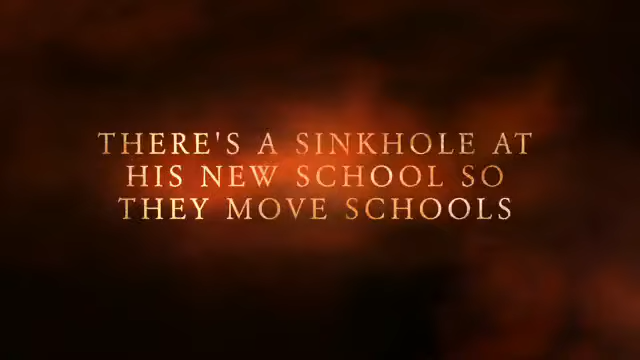 THERE'S A SINKHOLE AT
HIS NEW SCHOOL SO
THEY MOVE SCHOOLS